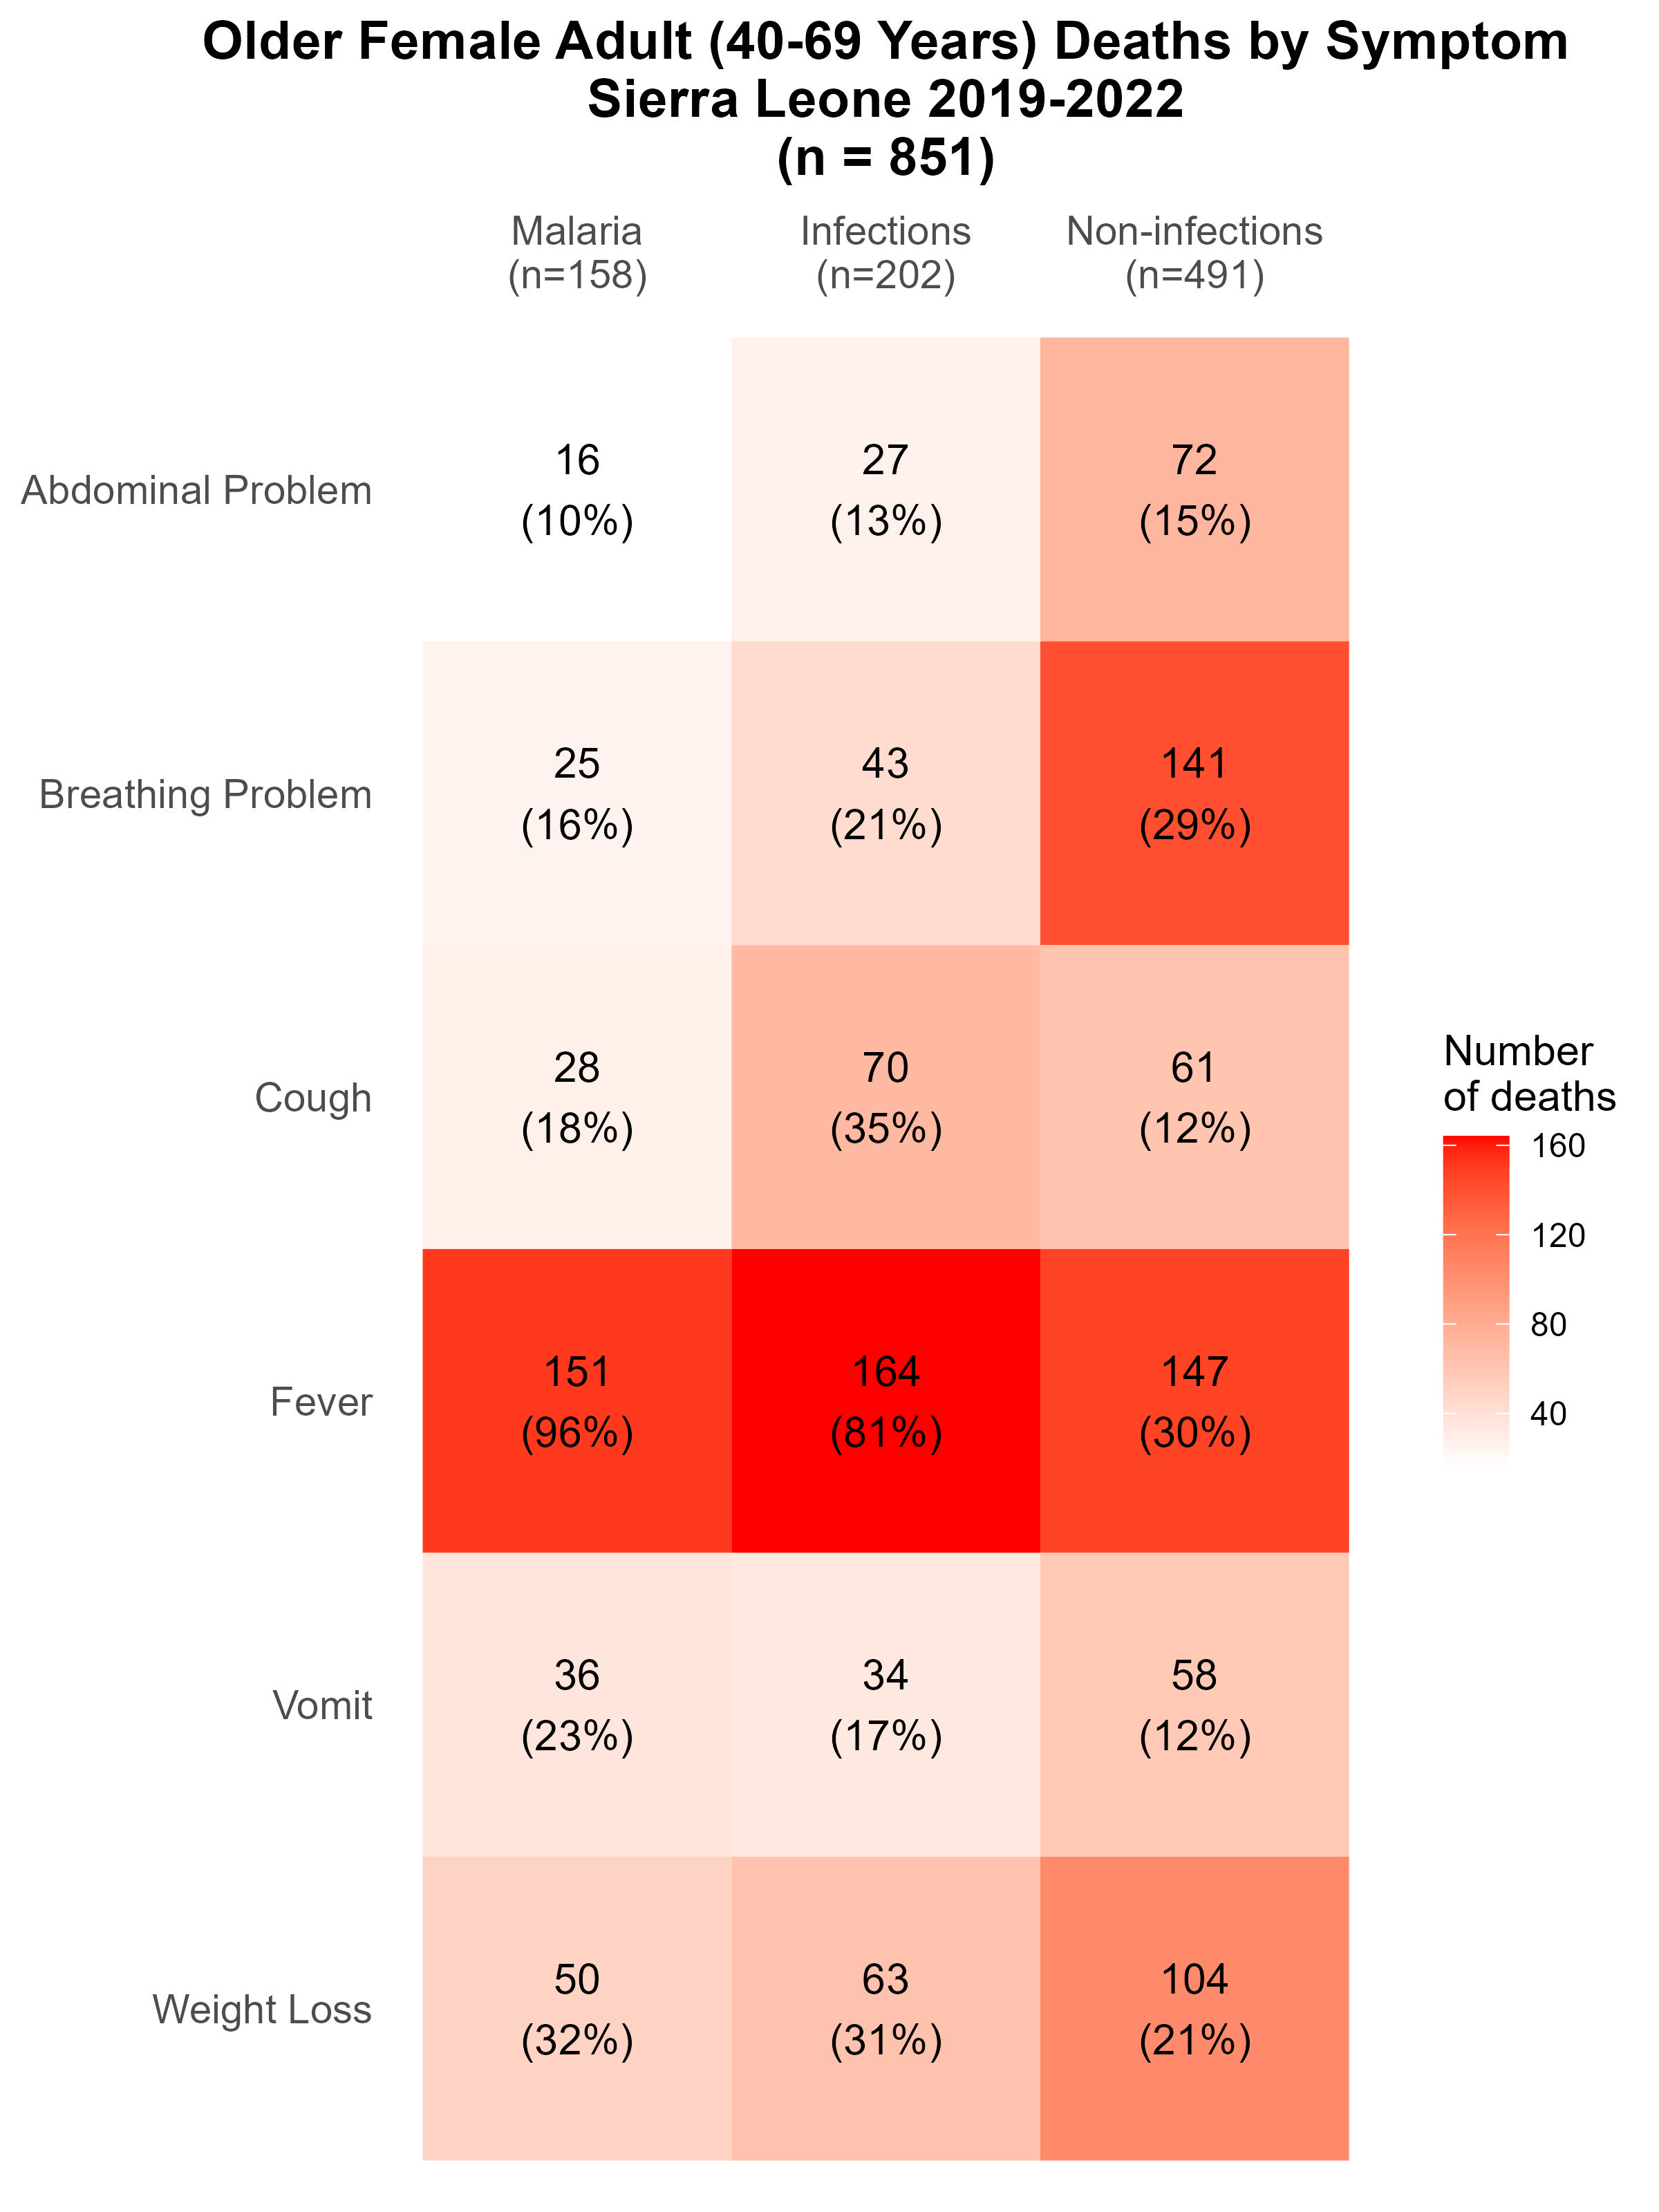 Older Female Adult (40-69 Years) Deaths by Symptom
Sierra Leone 2019-2022
(n = 851)
Malaria
(n=158)
Infections
(n=202)
Non-infections
(n=491)
Abdominal Problem
16
(10%)
27
(13%)
72
(15%)
Breathing Problem
25
(16%)
43
(21%)
141
(29%)
Cough
28
(18%)
70
(35%)
61
(12%)
Fever
151
(96%)
164
(81%)
147
(30%)
Vomit
36
(23%)
34
(17%)
58
(12%)
Weight Loss
50
(32%)
63
(31%)
104
(21%)
Number
of deaths
160
120
80
40